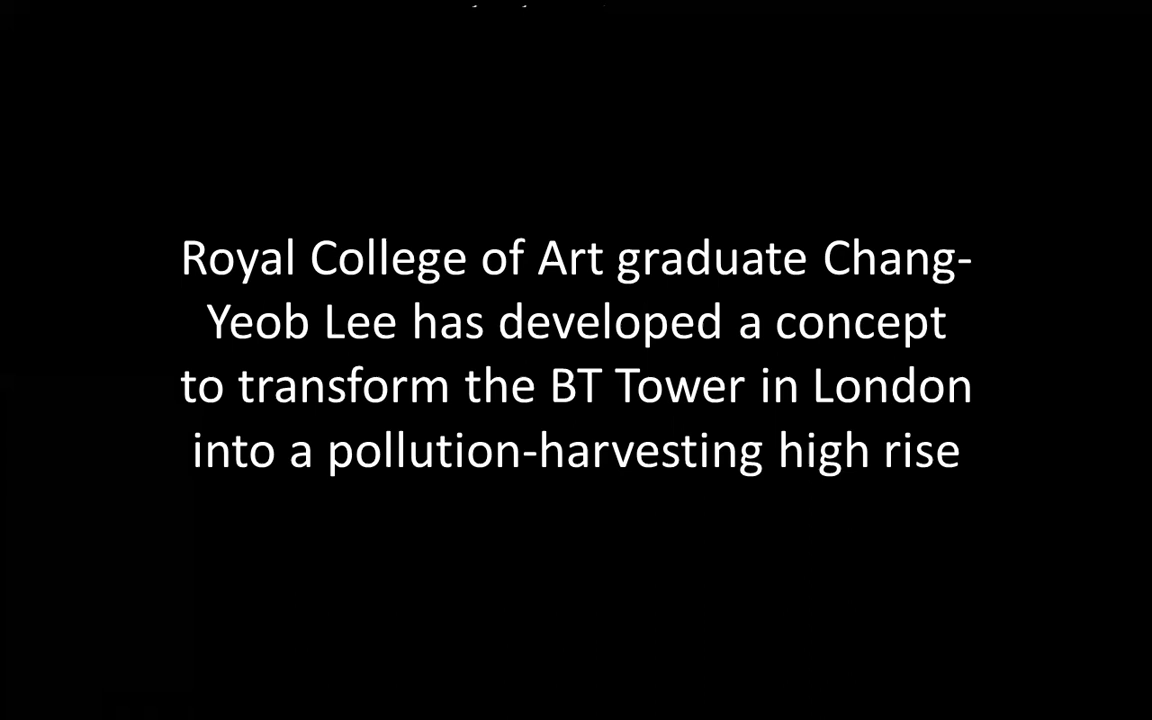 Royal College of Art graduate Chang-
Yeob Lee has developed a concept
to transform the BT Tower in London
into a pollution-harvesting high rise